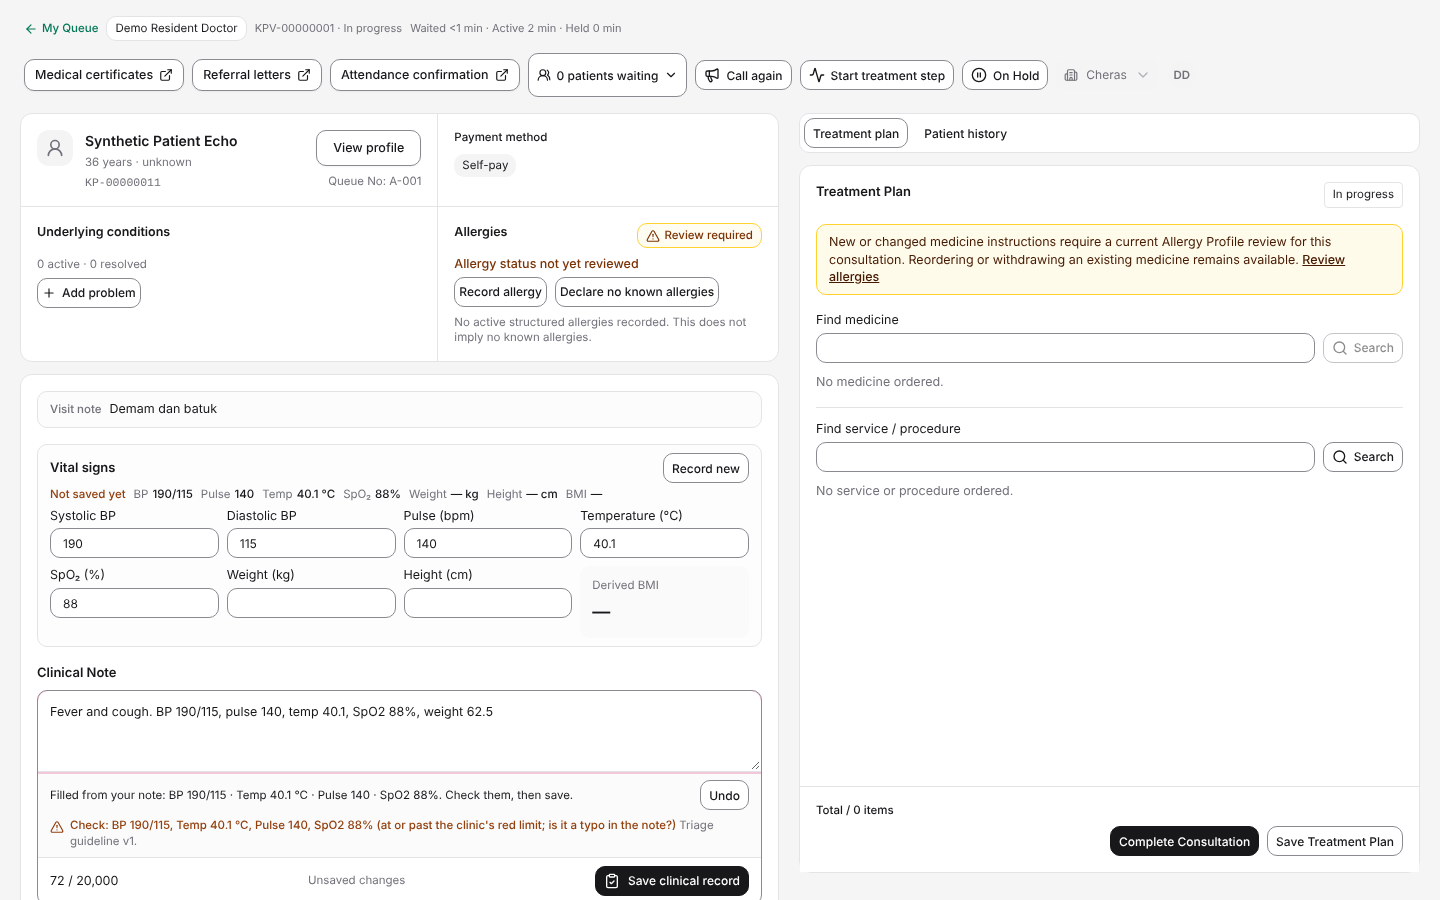 My Queue
Demo Resident Doctor
KPV-00000001 · In progress
Waited <1 min · Active 2 min · Held 0 min
Medical certificates
Referral letters
Attendance confirmation
0 patients waiting
Call again
Start treatment step
On Hold
Cheras
DD
Synthetic Patient Echo
36 years · unknown
KP-00000011
View profile
Queue No: A-001
Payment method
Self-pay
Underlying conditions
0 active · 0 resolved
Add problem
Allergies
Review required
Allergy status not yet reviewed
Record allergy
Declare no known allergies
No active structured allergies recorded. This does not
imply no known allergies.
Visit note Demam dan batuk
Vital signs
Record new
Not saved yet BP 190/115 Pulse 140 Temp 40.1 °C SpO₂ 88% Weight — kg Height — cm BMI —
Systolic BP
Diastolic BP
Pulse (bpm)
Temperature (°C)
190
115
140
40.1
SpO₂ (%)
Weight (kg)
Height (cm)
Derived BMI
88
—
Clinical Note
Fever and cough. BP 190/115, pulse 140, temp 40.1, SpO2 88%, weight 62.5
Filled from your note: BP 190/115 · Temp 40.1 °C · Pulse 140 · SpO2 88%. Check them, then save.
Undo
Check: BP 190/115, Temp 40.1 °C, Pulse 140, SpO2 88% (at or past the clinic's red limit; is it a typo in the note?) Triage
guideline v1.
72 / 20,000
Unsaved changes
Save clinical record
Treatment plan
Patient history
Treatment Plan
In progress
New or changed medicine instructions require a current Allergy Profile review for this
consultation. Reordering or withdrawing an existing medicine remains available. Review
allergies
Find medicine
Search
No medicine ordered.
Find service / procedure
Search
No service or procedure ordered.
Total / 0 items
Complete Consultation
Save Treatment Plan